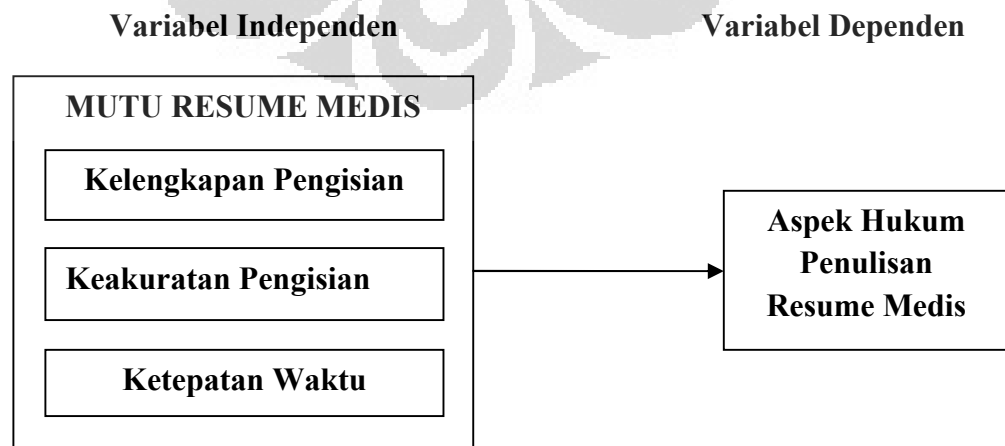 Variabel Independen Variabel Dependen
MUTU RESUME MEDIS
Kelengkapan Pengisian
Keakuratan Pengisian
Ketepatan Waktu
Aspek Hukum
Penulisan
Resume Medis